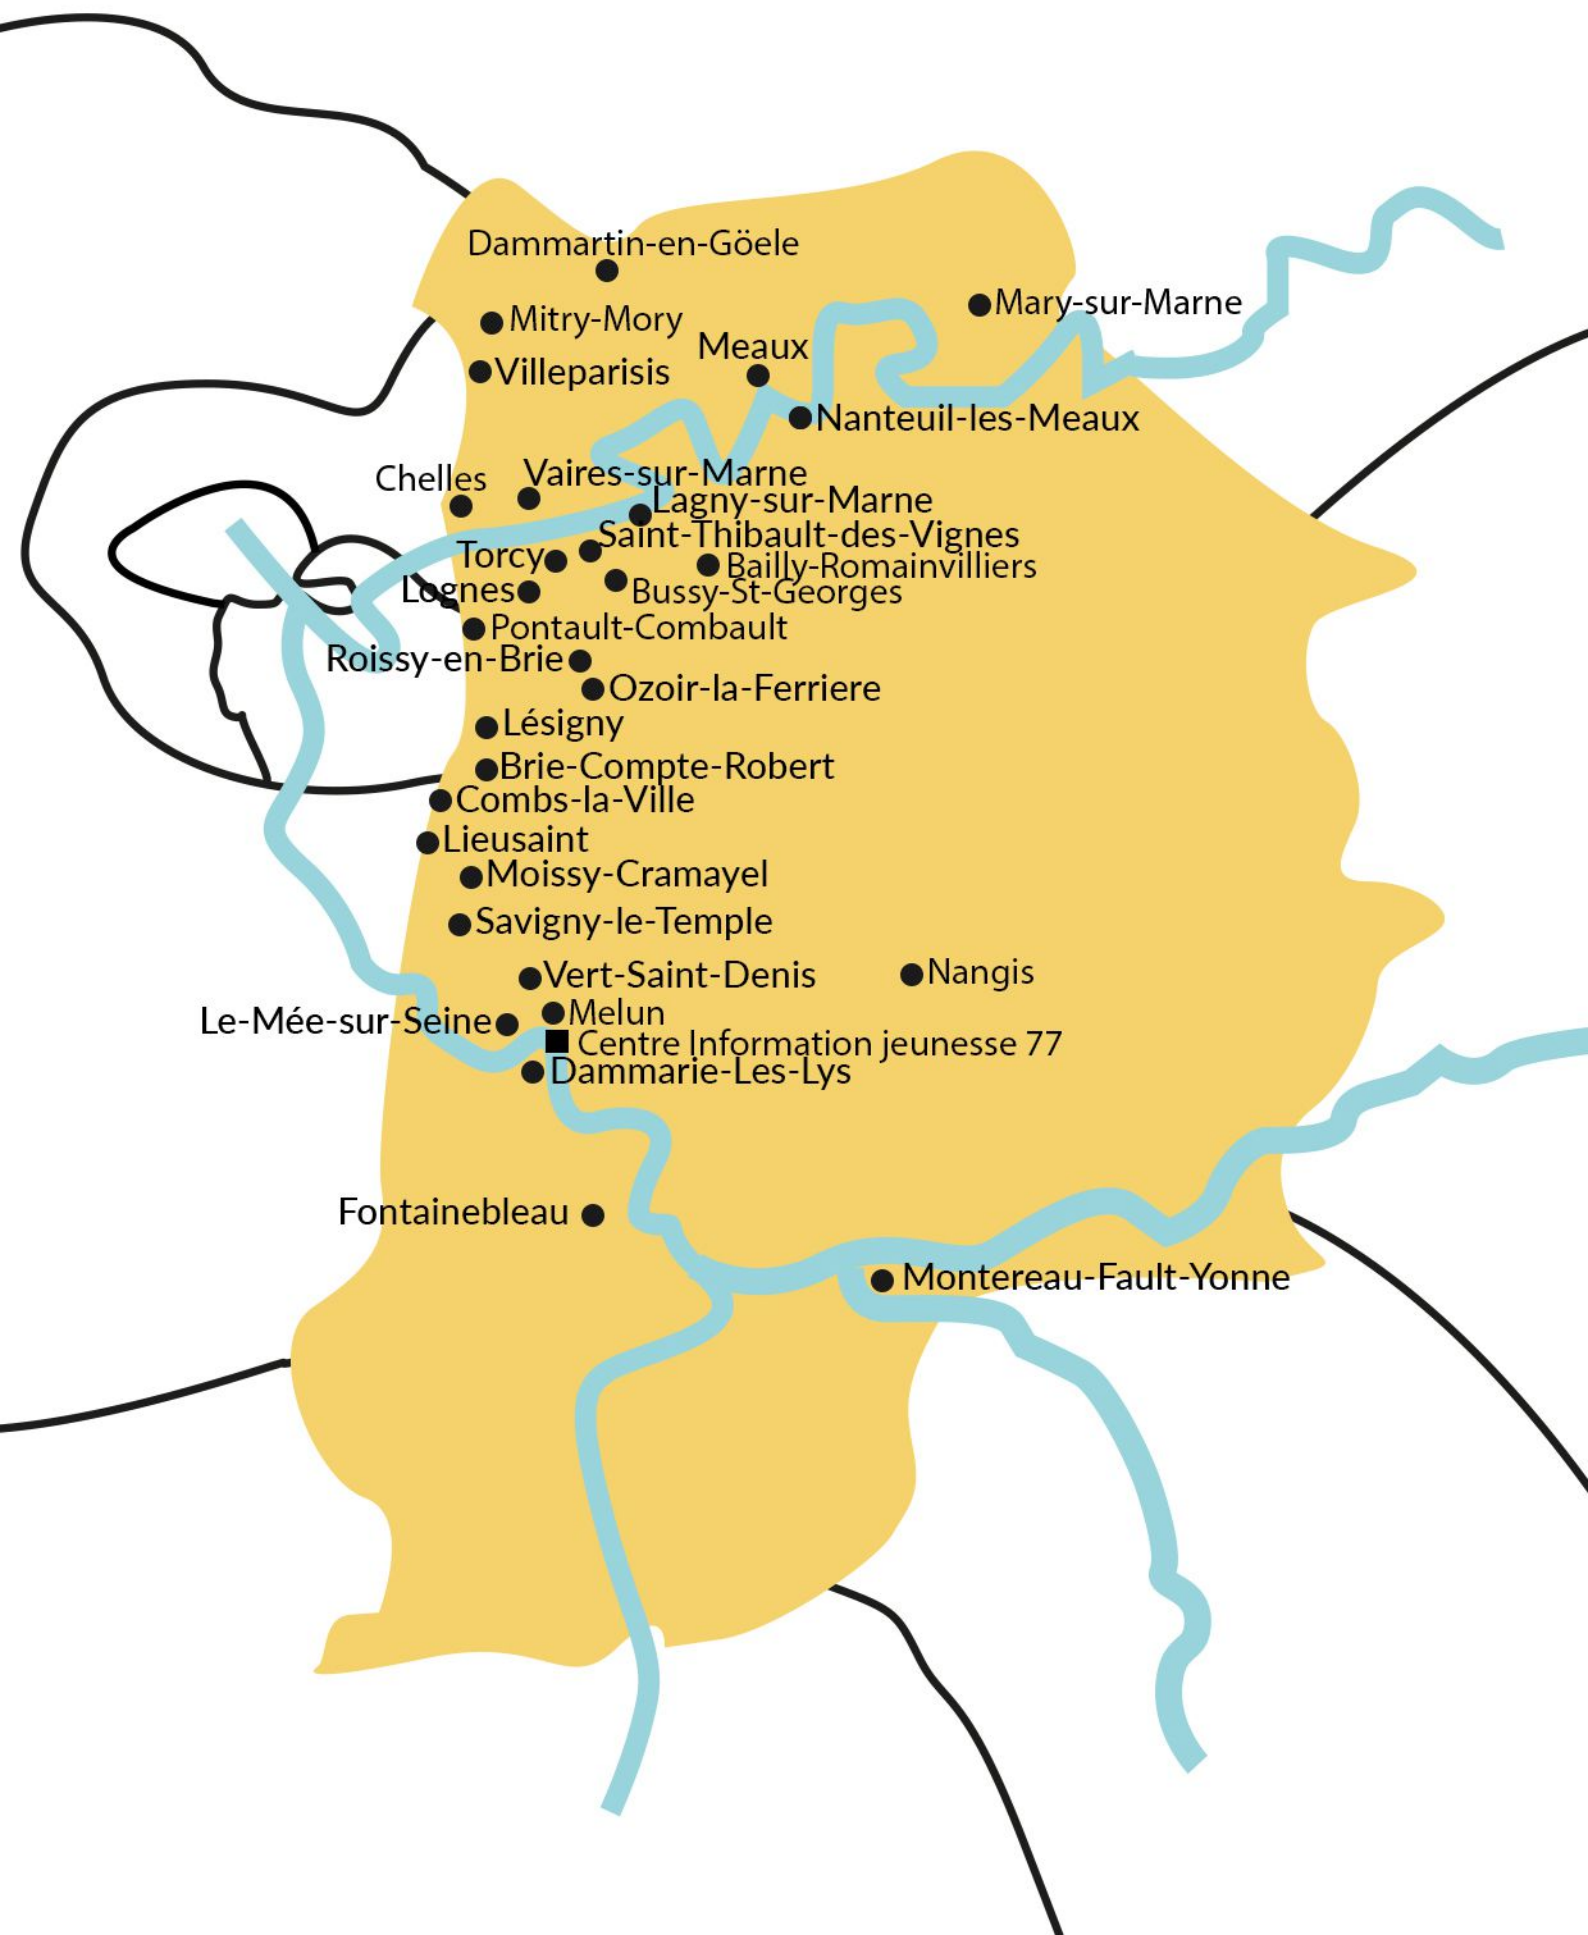 Dammartin-en-Göele
Mary-sur-Marne
Mitry-Mory
Meaux
Villeparisis
Nanteuil-les-Meaux
Chelles
Vaires-sur-Marne
Lagny-sur-Marne
Saint-Thibault-des-Vignes
Torcy
Bailly-Romainvilliers
Lognes
Bussy-St-Georges
Pontault-Combault
Roissy-en-Brie
Ozoir-la-Ferriere
Lésigny
Brie-Compte-Robert
Combs-la-Ville
Lieusaint
Moissy-Cramayel
Savigny-le-Temple
Vert-Saint-Denis
Nangis
Melun
Le-Mée-sur-Seine
Centre Information jeunesse 77
Dammarie-Les-Lys
Fontainebleau
Montereau-Fault-Yonne